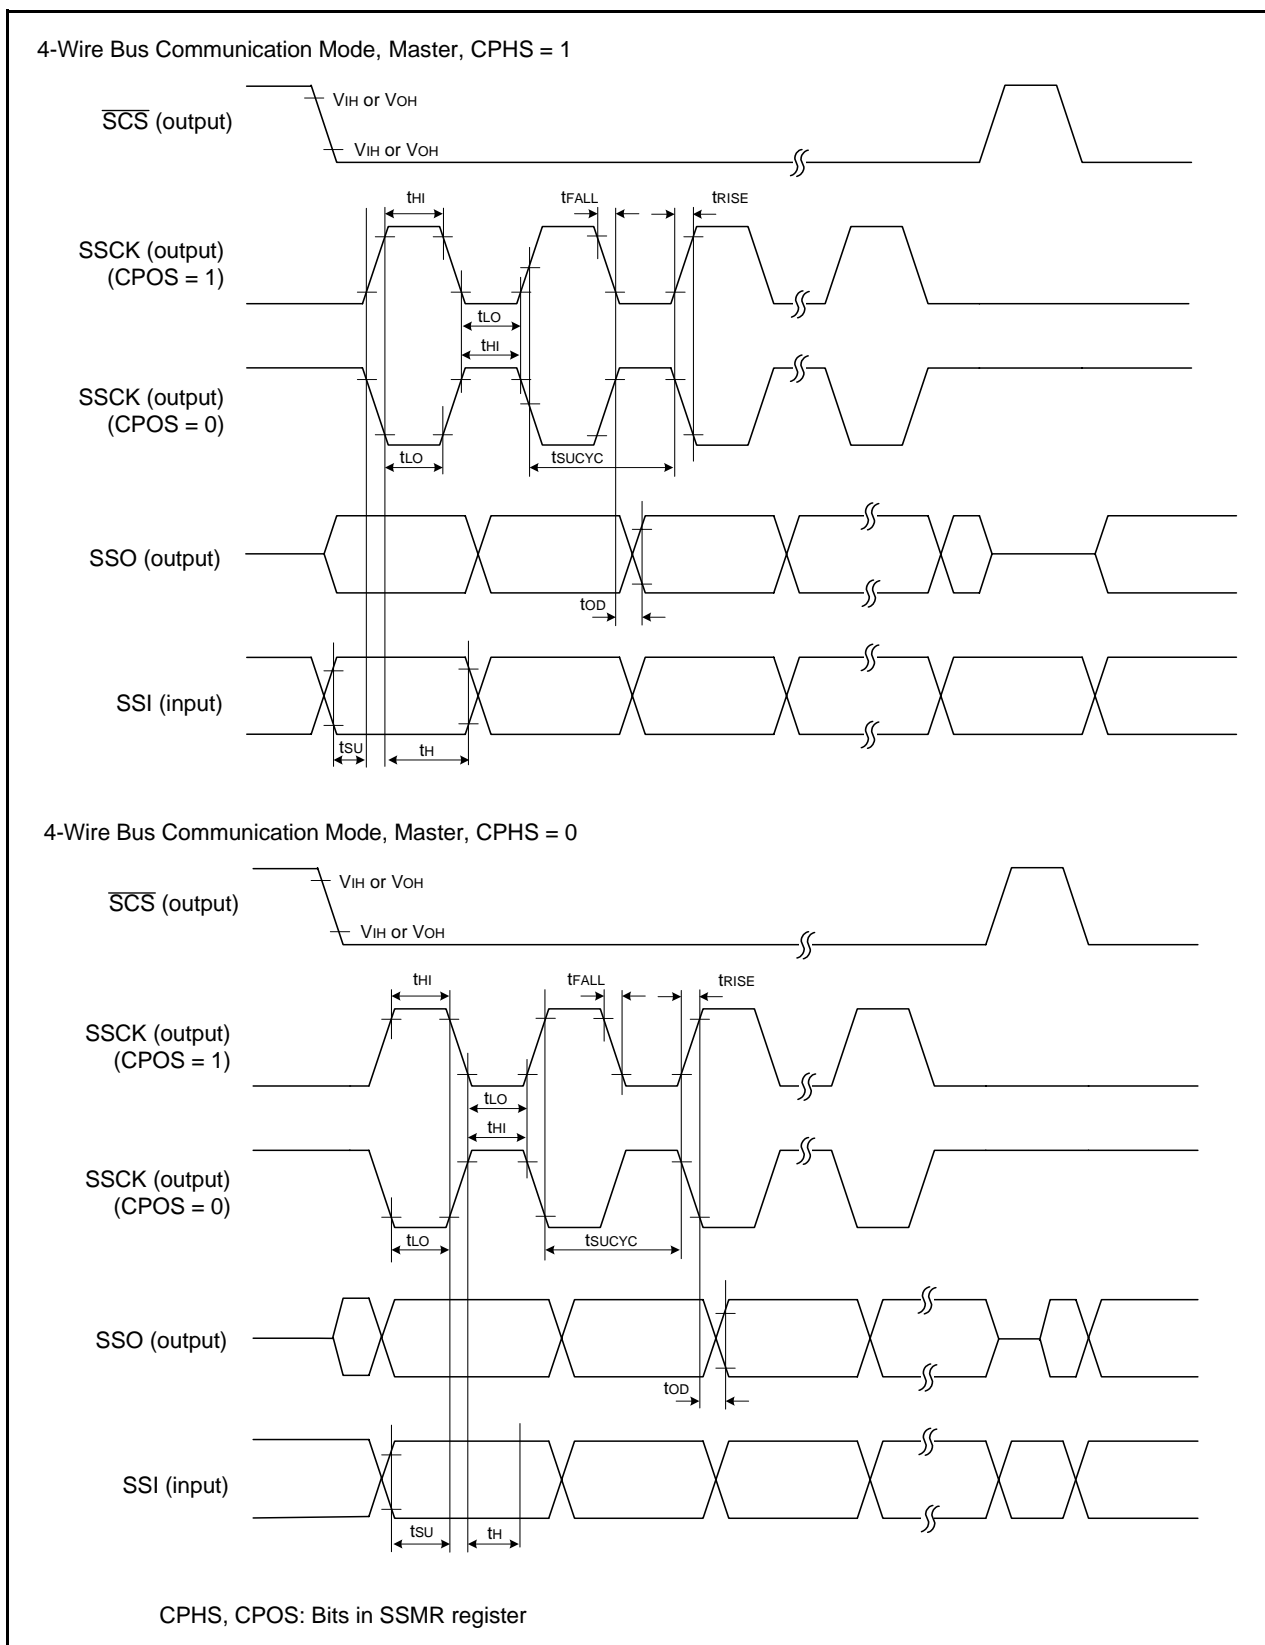 4-Wire Bus Communication Mode, Master, CPHS = 1
SCS (output)
VIH or VOH
VIH or VOH
tHI
tFALL
tRISE
SSCK (output)
(CPOS = 1)
tLO
tHI
SSCK (output)
(CPOS = 0)
tLO
tSUCYC
SSO (output)
tOD
SSI (input)
tSU
tH
4-Wire Bus Communication Mode, Master, CPHS = 0
SCS (output)
VIH or VOH
VIH or VOH
tHI
tFALL
tRISE
SSCK (output)
(CPOS = 1)
tLO
tHI
SSCK (output)
(CPOS = 0)
tLO
tSUCYC
SSO (output)
tOD
SSI (input)
tSU
tH
CPHS, CPOS: Bits in SSMR register